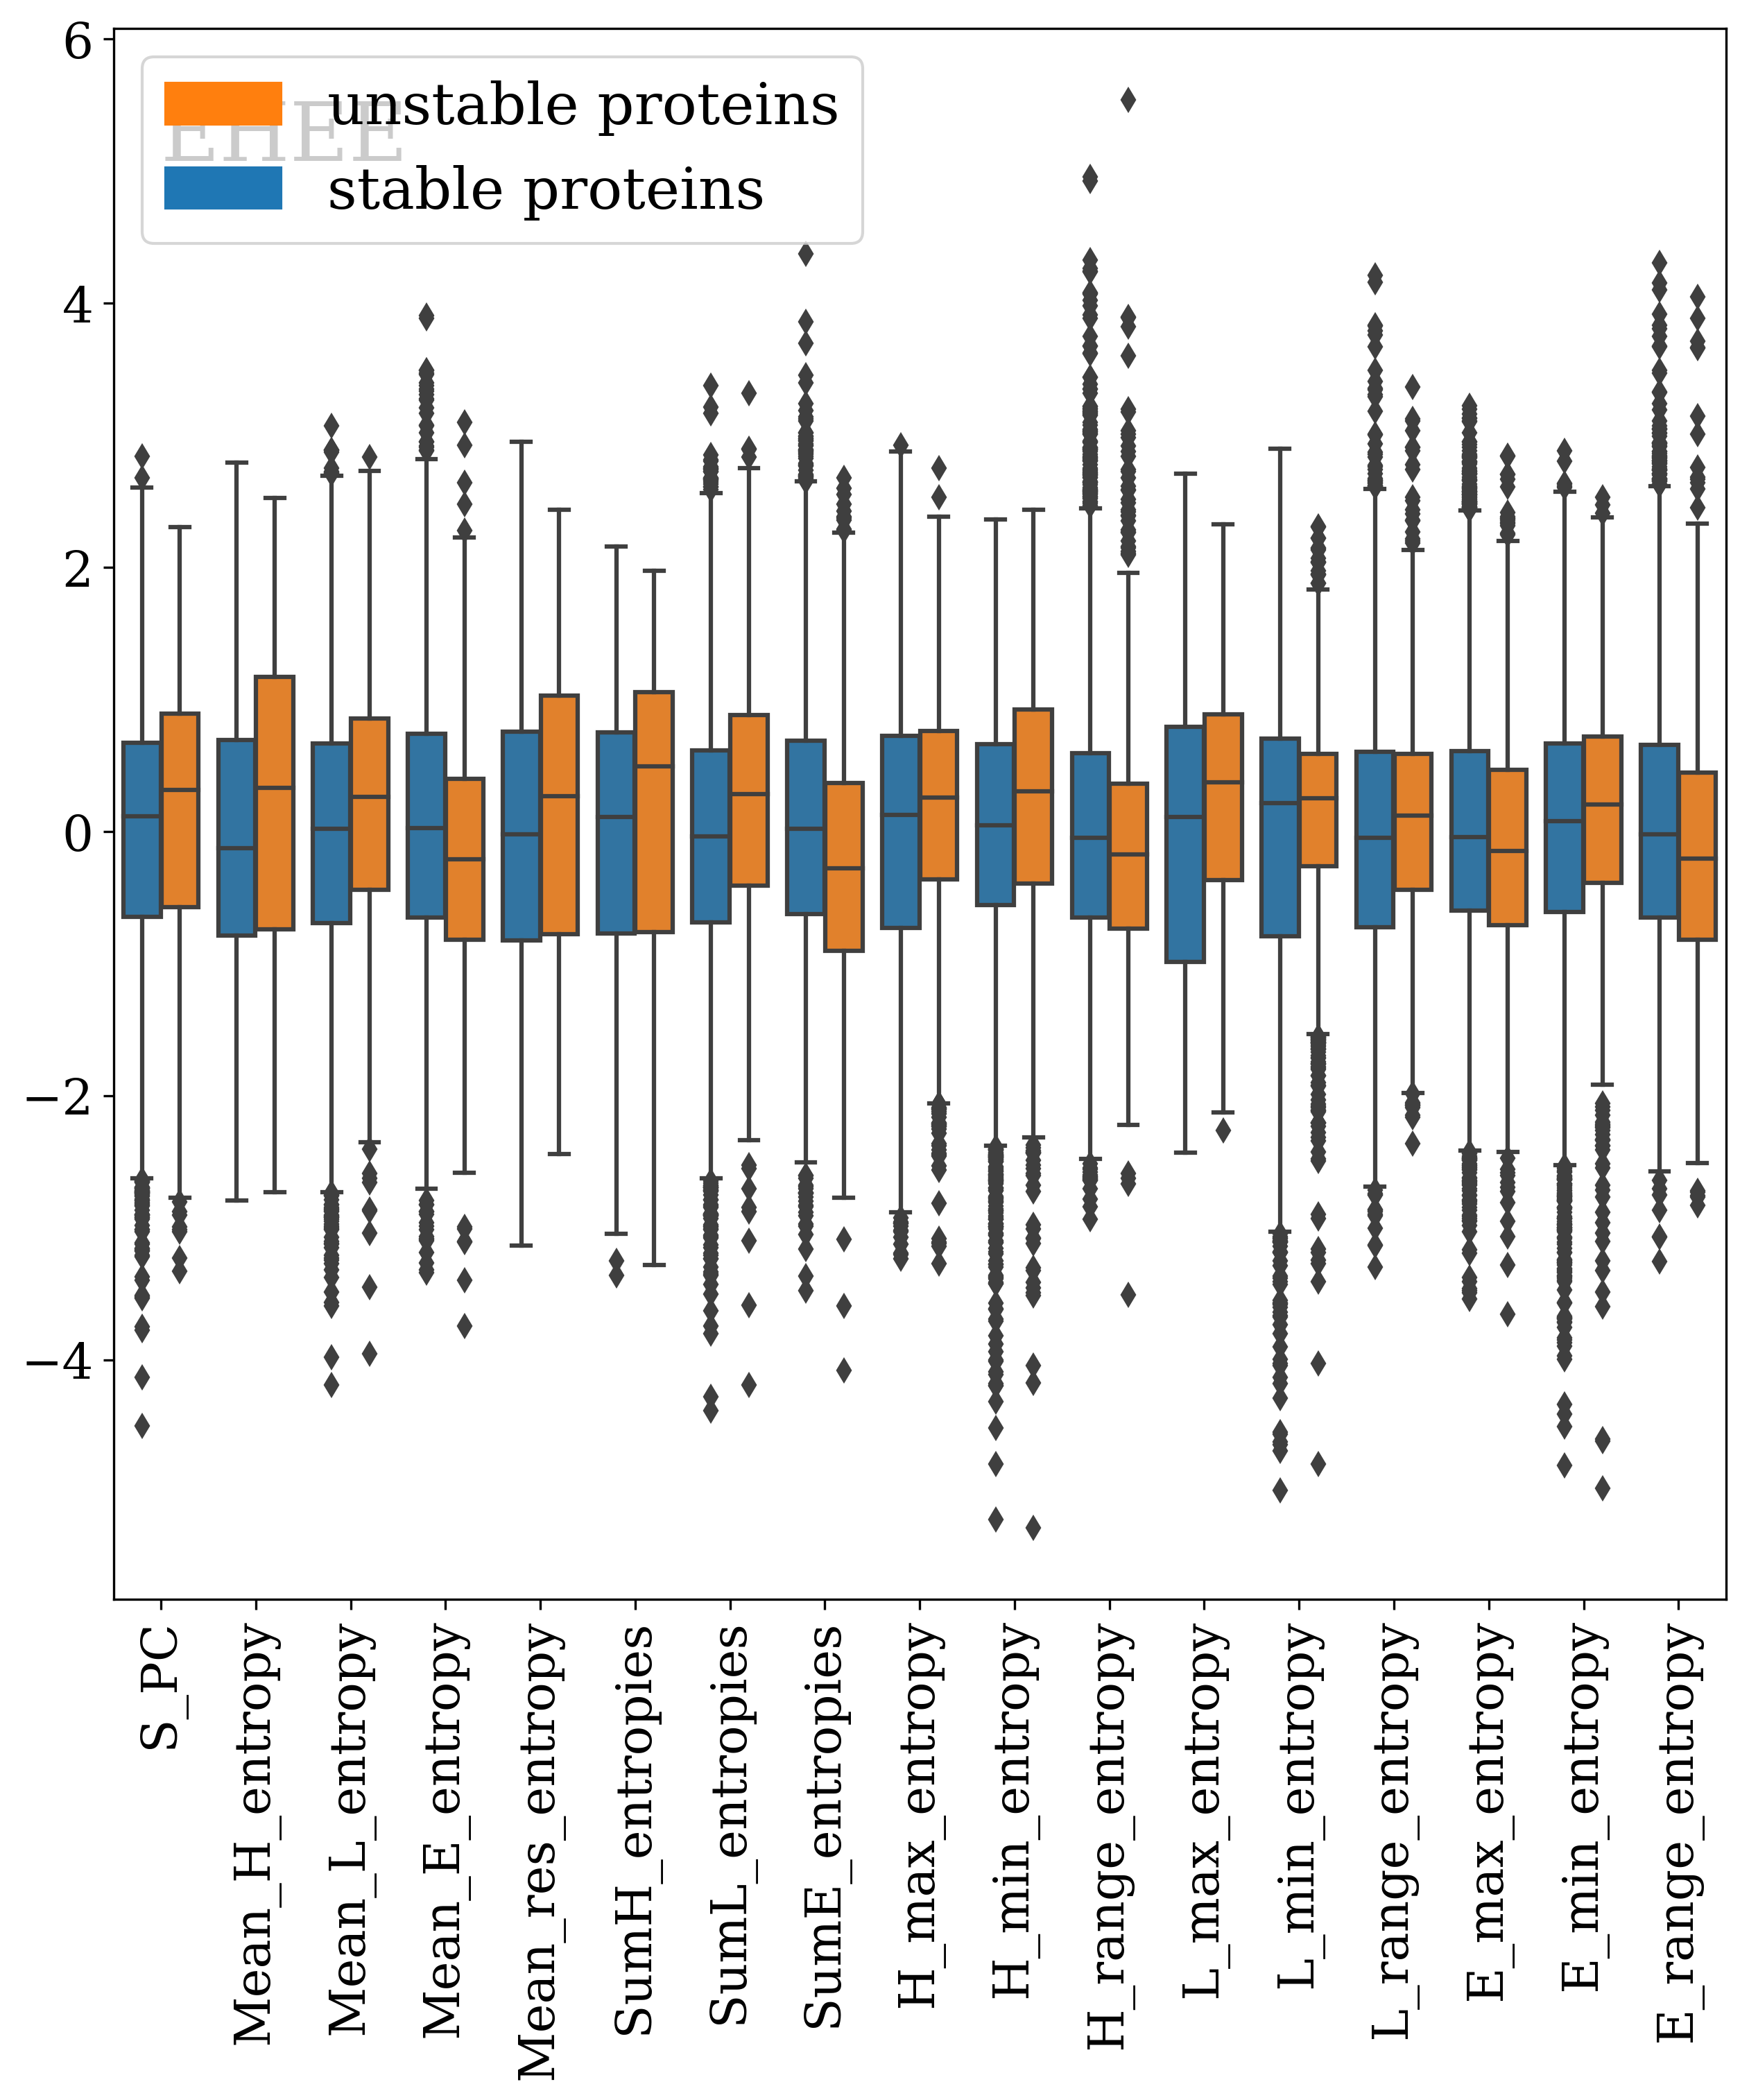 6
4
2
0
−2
−4
EHEE
unstable proteins
stable proteins
S_PC
Mean_H_entropy
Mean_L_entropy
Mean_E_entropy
Mean_res_entropy
SumH_entropies
SumL_entropies
SumE_entropies
H_max_entropy
H_min_entropy
H_range_entropy
L_max_entropy
L_min_entropy
L_range_entropy
E_max_entropy
E_min_entropy
E_range_entropy